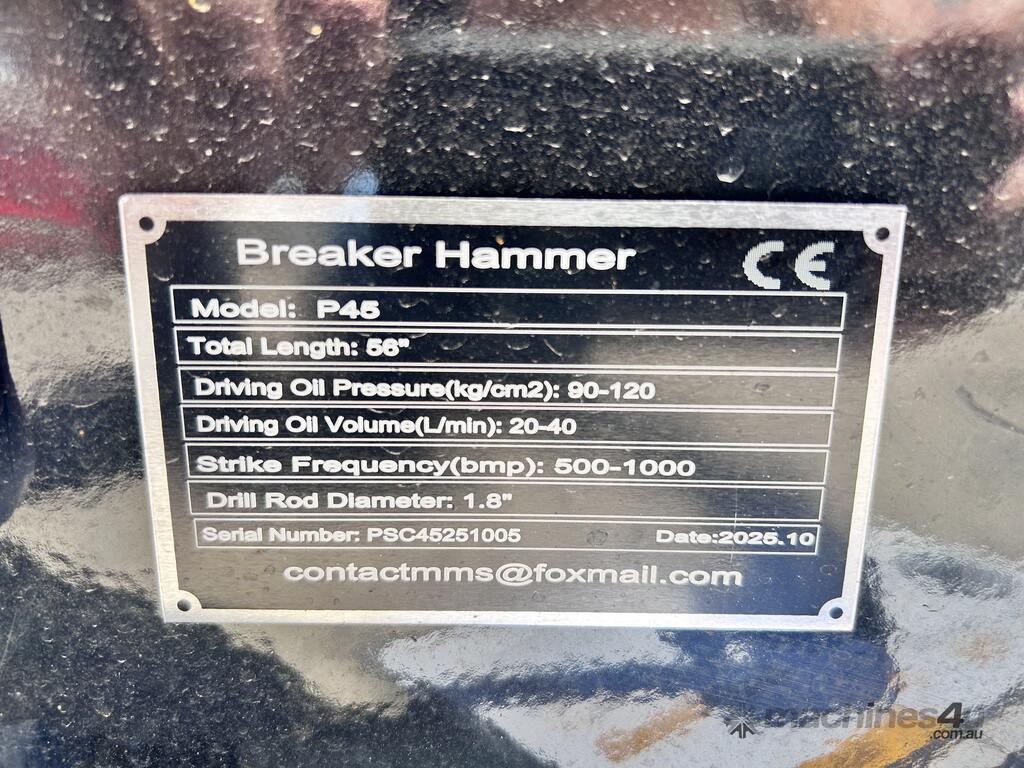 Breaker Hammer CE
Model: P45
Total Length: 56"
Driving Oil Pressure(kg/cm2): 90-120
Driving Oil Volume(L/min): 20-40
Strike Frequency(bmp): 500-1000
Drill Rod Diameter: 1.8"
Serial Number: PSC45251005 Date:2025.10
contactmms@foxmail.com
machines4u
.com.au